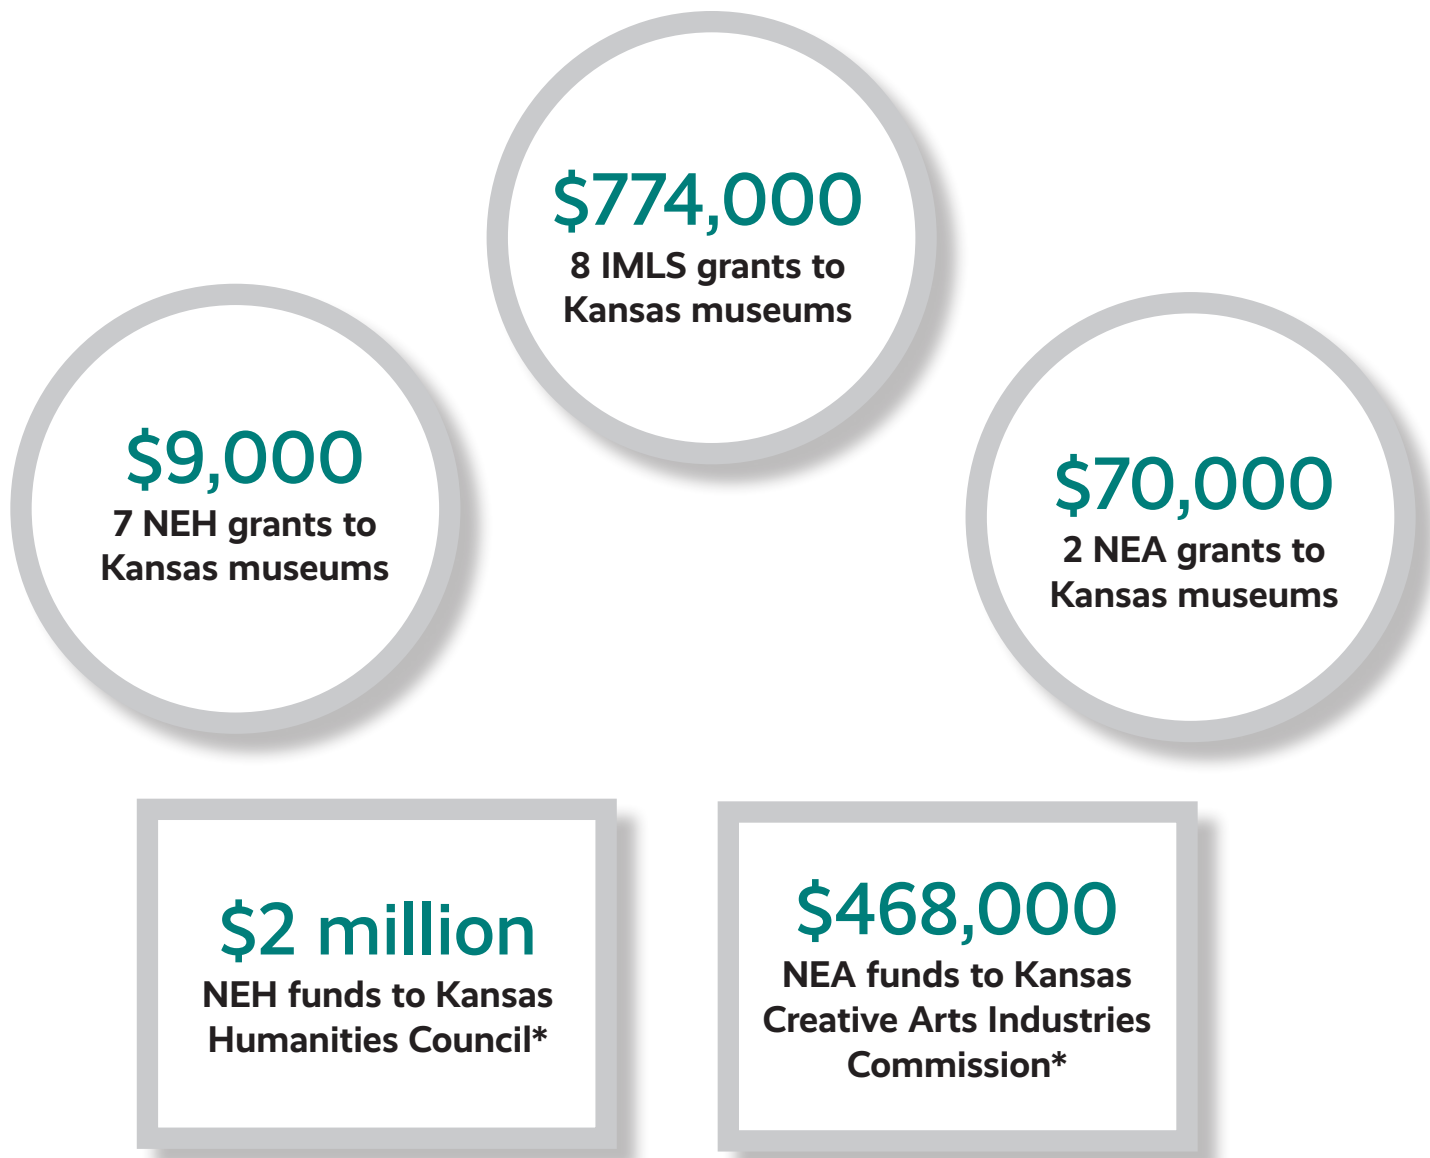 $774,000
8 IMLS grants to
Kansas museums
$9,000
7 NEH grants to
Kansas museums
$70,000
2 NEA grants to
Kansas museums
$2 million
NEH funds to Kansas
Humanities Council*
$468,000
NEA funds to Kansas
Creative Arts Industries
Commission*